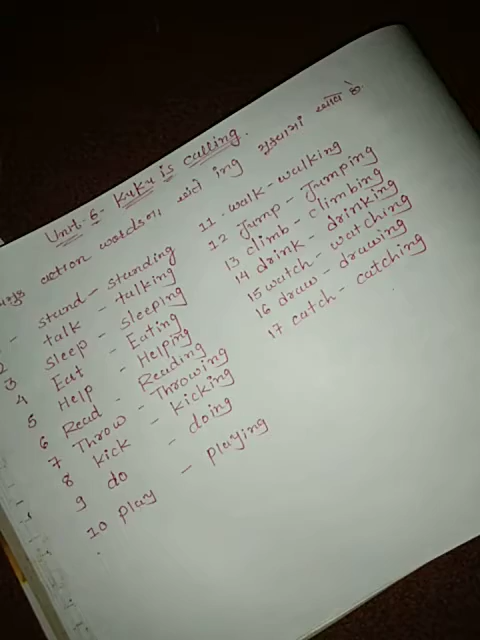 Unit-6- Kuku is calling.
action words ing
- stand - standing
2 talk - talking
3 sleep - sleeping
4 Eat - Eating
5 Help - Helping
6 Read - Reading
7 Throw - Throwing
8 kick - kicking
9 do - doing
10 play - playing
11. walk - walking
12 Jump - Jumping
13 climb - climbing
14 drink - drinking
15 watch - watching
16 draw - drawing
17 catch - catching